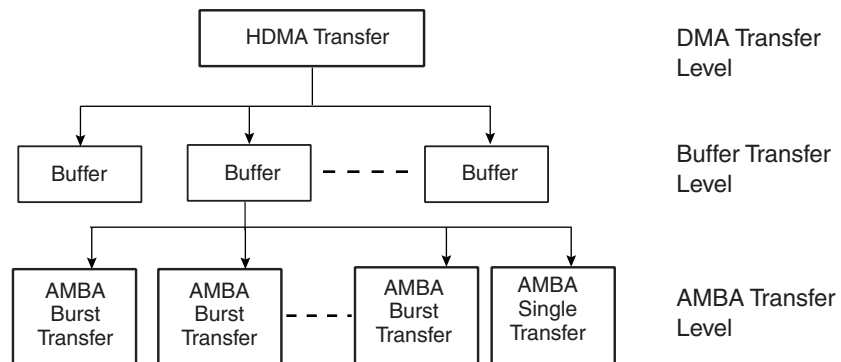 HDMA Transfer
DMA Transfer
Level
Buffer
Buffer
Buffer
Buffer Transfer
Level
AMBA
Burst
Transfer
AMBA
Burst
Transfer
AMBA
Burst
Transfer
AMBA
Single
Transfer
AMBA Transfer
Level